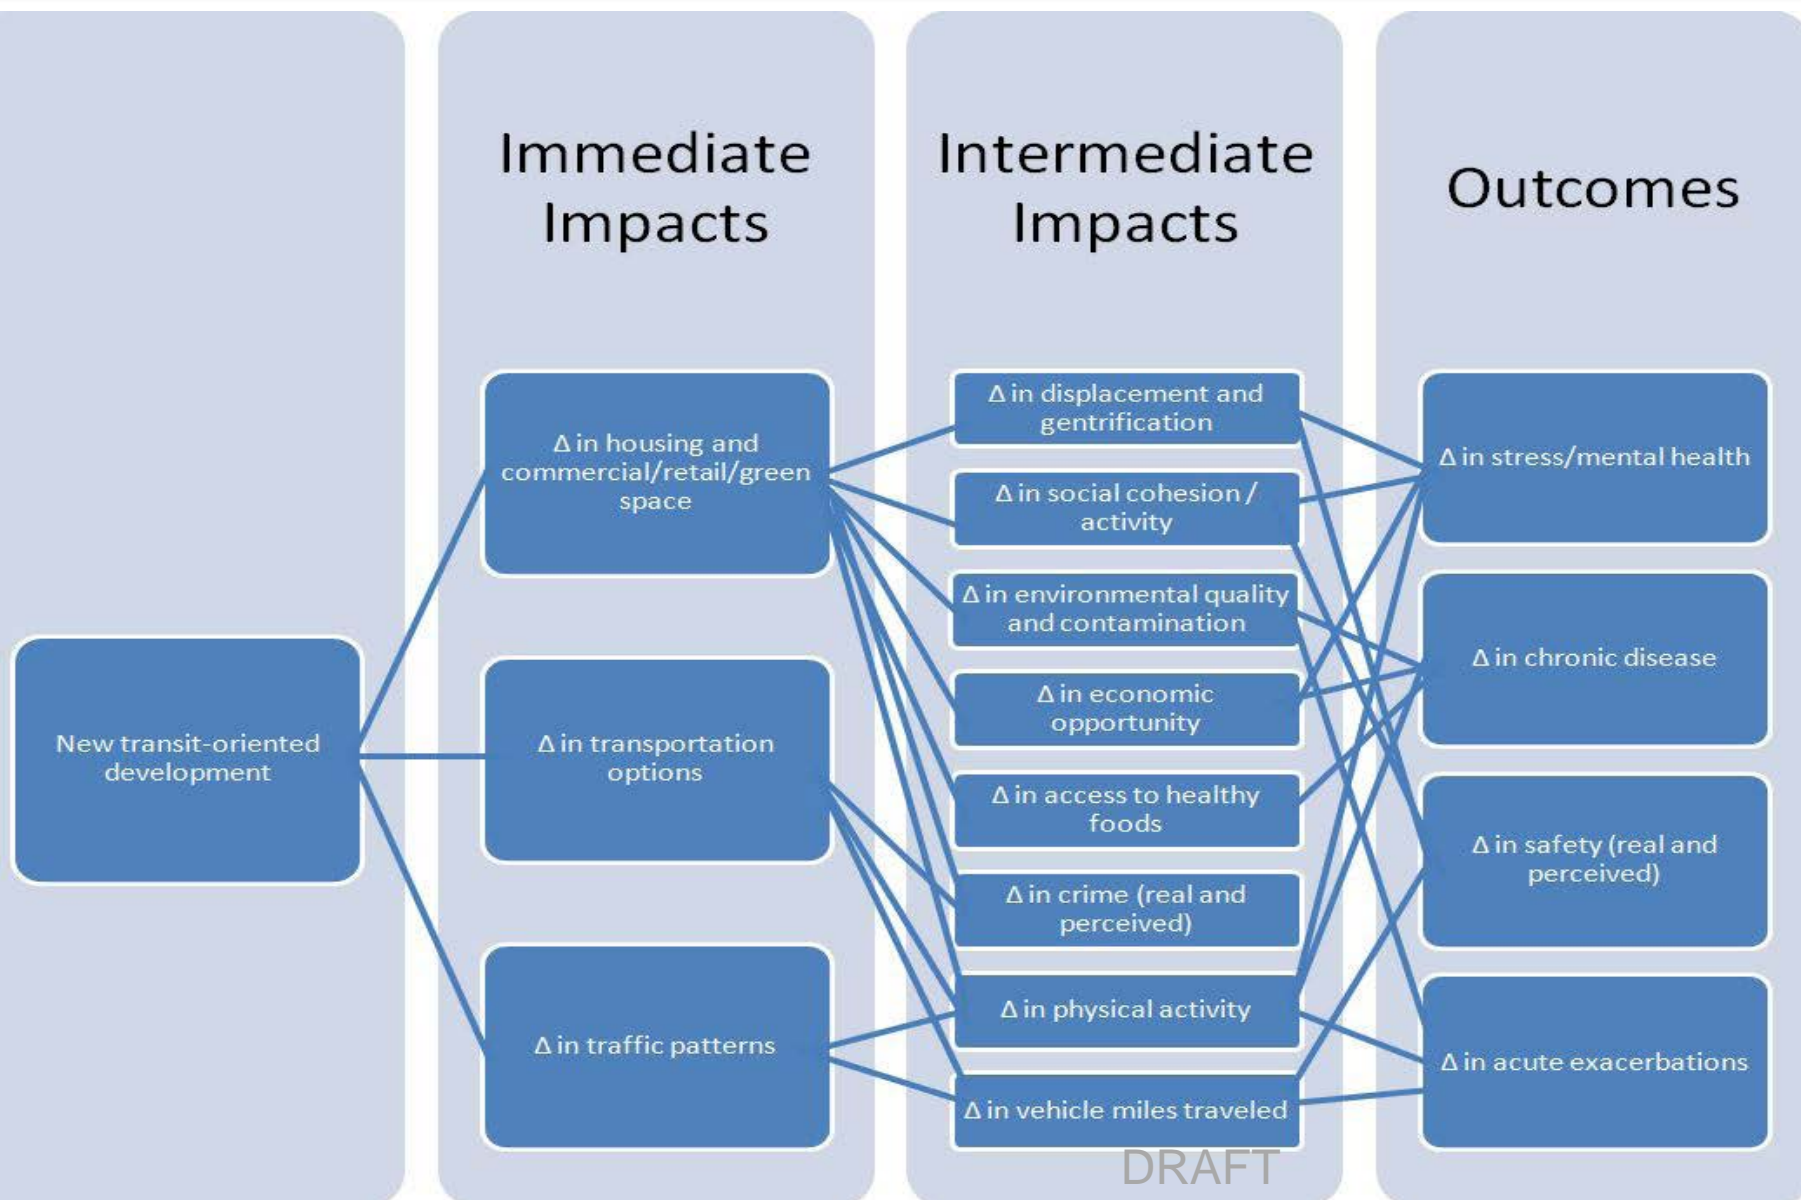 Immediate
Impacts
Intermediate
Impacts
Outcomes
New transit-oriented
development
Δ in housing and
commercial/retail/green
space
Δ in transportation
options
Δ in traffic patterns
Δ in displacement and
gentrification
Δ in social cohesion /
activity
Δ in environmental quality
and contamination
Δ in economic
opportunity
Δ in access to healthy
foods
Δ in crime (real and
perceived)
Δ in physical activity
Δ in vehicle miles traveled
Δ in stress/mental health
Δ in chronic disease
Δ in safety (real and
perceived)
Δ in acute exacerbations
DRAFT